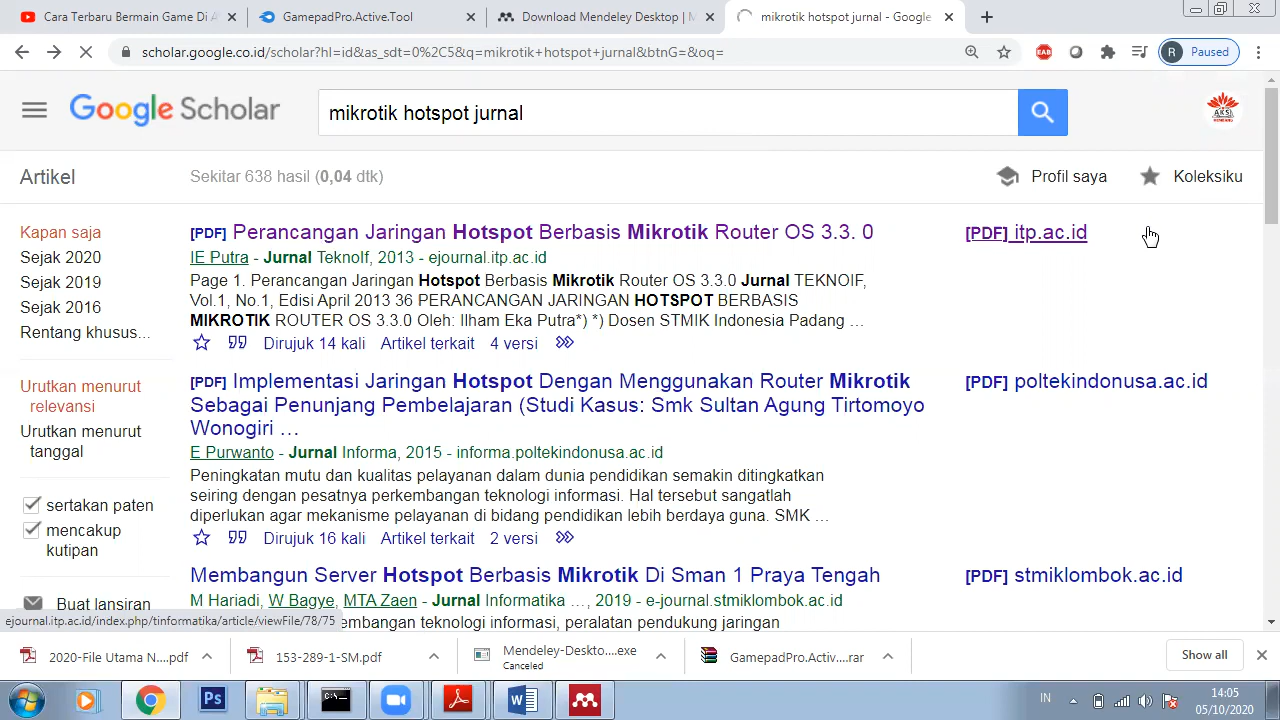 Cara Terbaru Bermain Game Di A
GamepadPro.Active.Tool
Download Mendeley Desktop | M
mikrotik hotspot jurnal - Google
scholar.google.co.id/scholar?hl=id&as_sdt=0%2C5&q=mikrotik+hotspot+jurnal&btnG=&oq=
R Paused
Google Scholar
mikrotik hotspot jurnal
Artikel
Sekitar 638 hasil (0,04 dtk)
Profil saya
Koleksiku
Kapan saja
Sejak 2020
Sejak 2019
Sejak 2016
Rentang khusus...
Urutkan menurut
relevansi
Urutkan menurut
tanggal
sertakan paten
mencakup
kutipan
Buat lansiran
[PDF] Perancangan Jaringan Hotspot Berbasis Mikrotik Router OS 3.3. 0
[PDF] itp.ac.id
IE Putra - Jurnal Teknolf, 2013 - ejournal.itp.ac.id
Page 1. Perancangan Jaringan Hotspot Berbasis Mikrotik Router OS 3.3.0 Jurnal TEKNOIF,
Vol.1, No.1, Edisi April 2013 36 PERANCANGAN JARINGAN HOTSPOT BERBASIS
MIKROTIK ROUTER OS 3.3.0 Oleh: Ilham Eka Putra*) *) Dosen STMIK Indonesia Padang …
Dirujuk 14 kali Artikel terkait 4 versi
[PDF] Implementasi Jaringan Hotspot Dengan Menggunakan Router Mikrotik
Sebagai Penunjang Pembelajaran (Studi Kasus: Smk Sultan Agung Tirtomoyo
Wonogiri …
[PDF] poltekindonusa.ac.id
E Purwanto - Jurnal Informa, 2015 - informa.poltekindonusa.ac.id
Peningkatan mutu dan kualitas pelayanan dalam dunia pendidikan semakin ditingkatkan
seiring dengan pesatnya perkembangan teknologi informasi. Hal tersebut sangatlah
diperlukan agar mekanisme pelayanan di bidang pendidikan lebih berdaya guna. SMK …
Dirujuk 16 kali Artikel terkait 2 versi
Membangun Server Hotspot Berbasis Mikrotik Di Sman 1 Praya Tengah
[PDF] stmiklombok.ac.id
M Hariadi, W Bagye, MTA Zaen - Jurnal Informatika …, 2019 - e-journal.stmiklombok.ac.id
embangan teknologi informasi, peralatan pendukung jaringan
ejournal.itp.ac.id/index.php/tinformatika/article/viewFile/78/75
2020-File Utama N....pdf
153-289-1-SM.pdf
Mendeley-Deskto....exe
Canceled
GamepadPro.Activ....rar
Show all
Ps
IN
14:05
05/10/2020